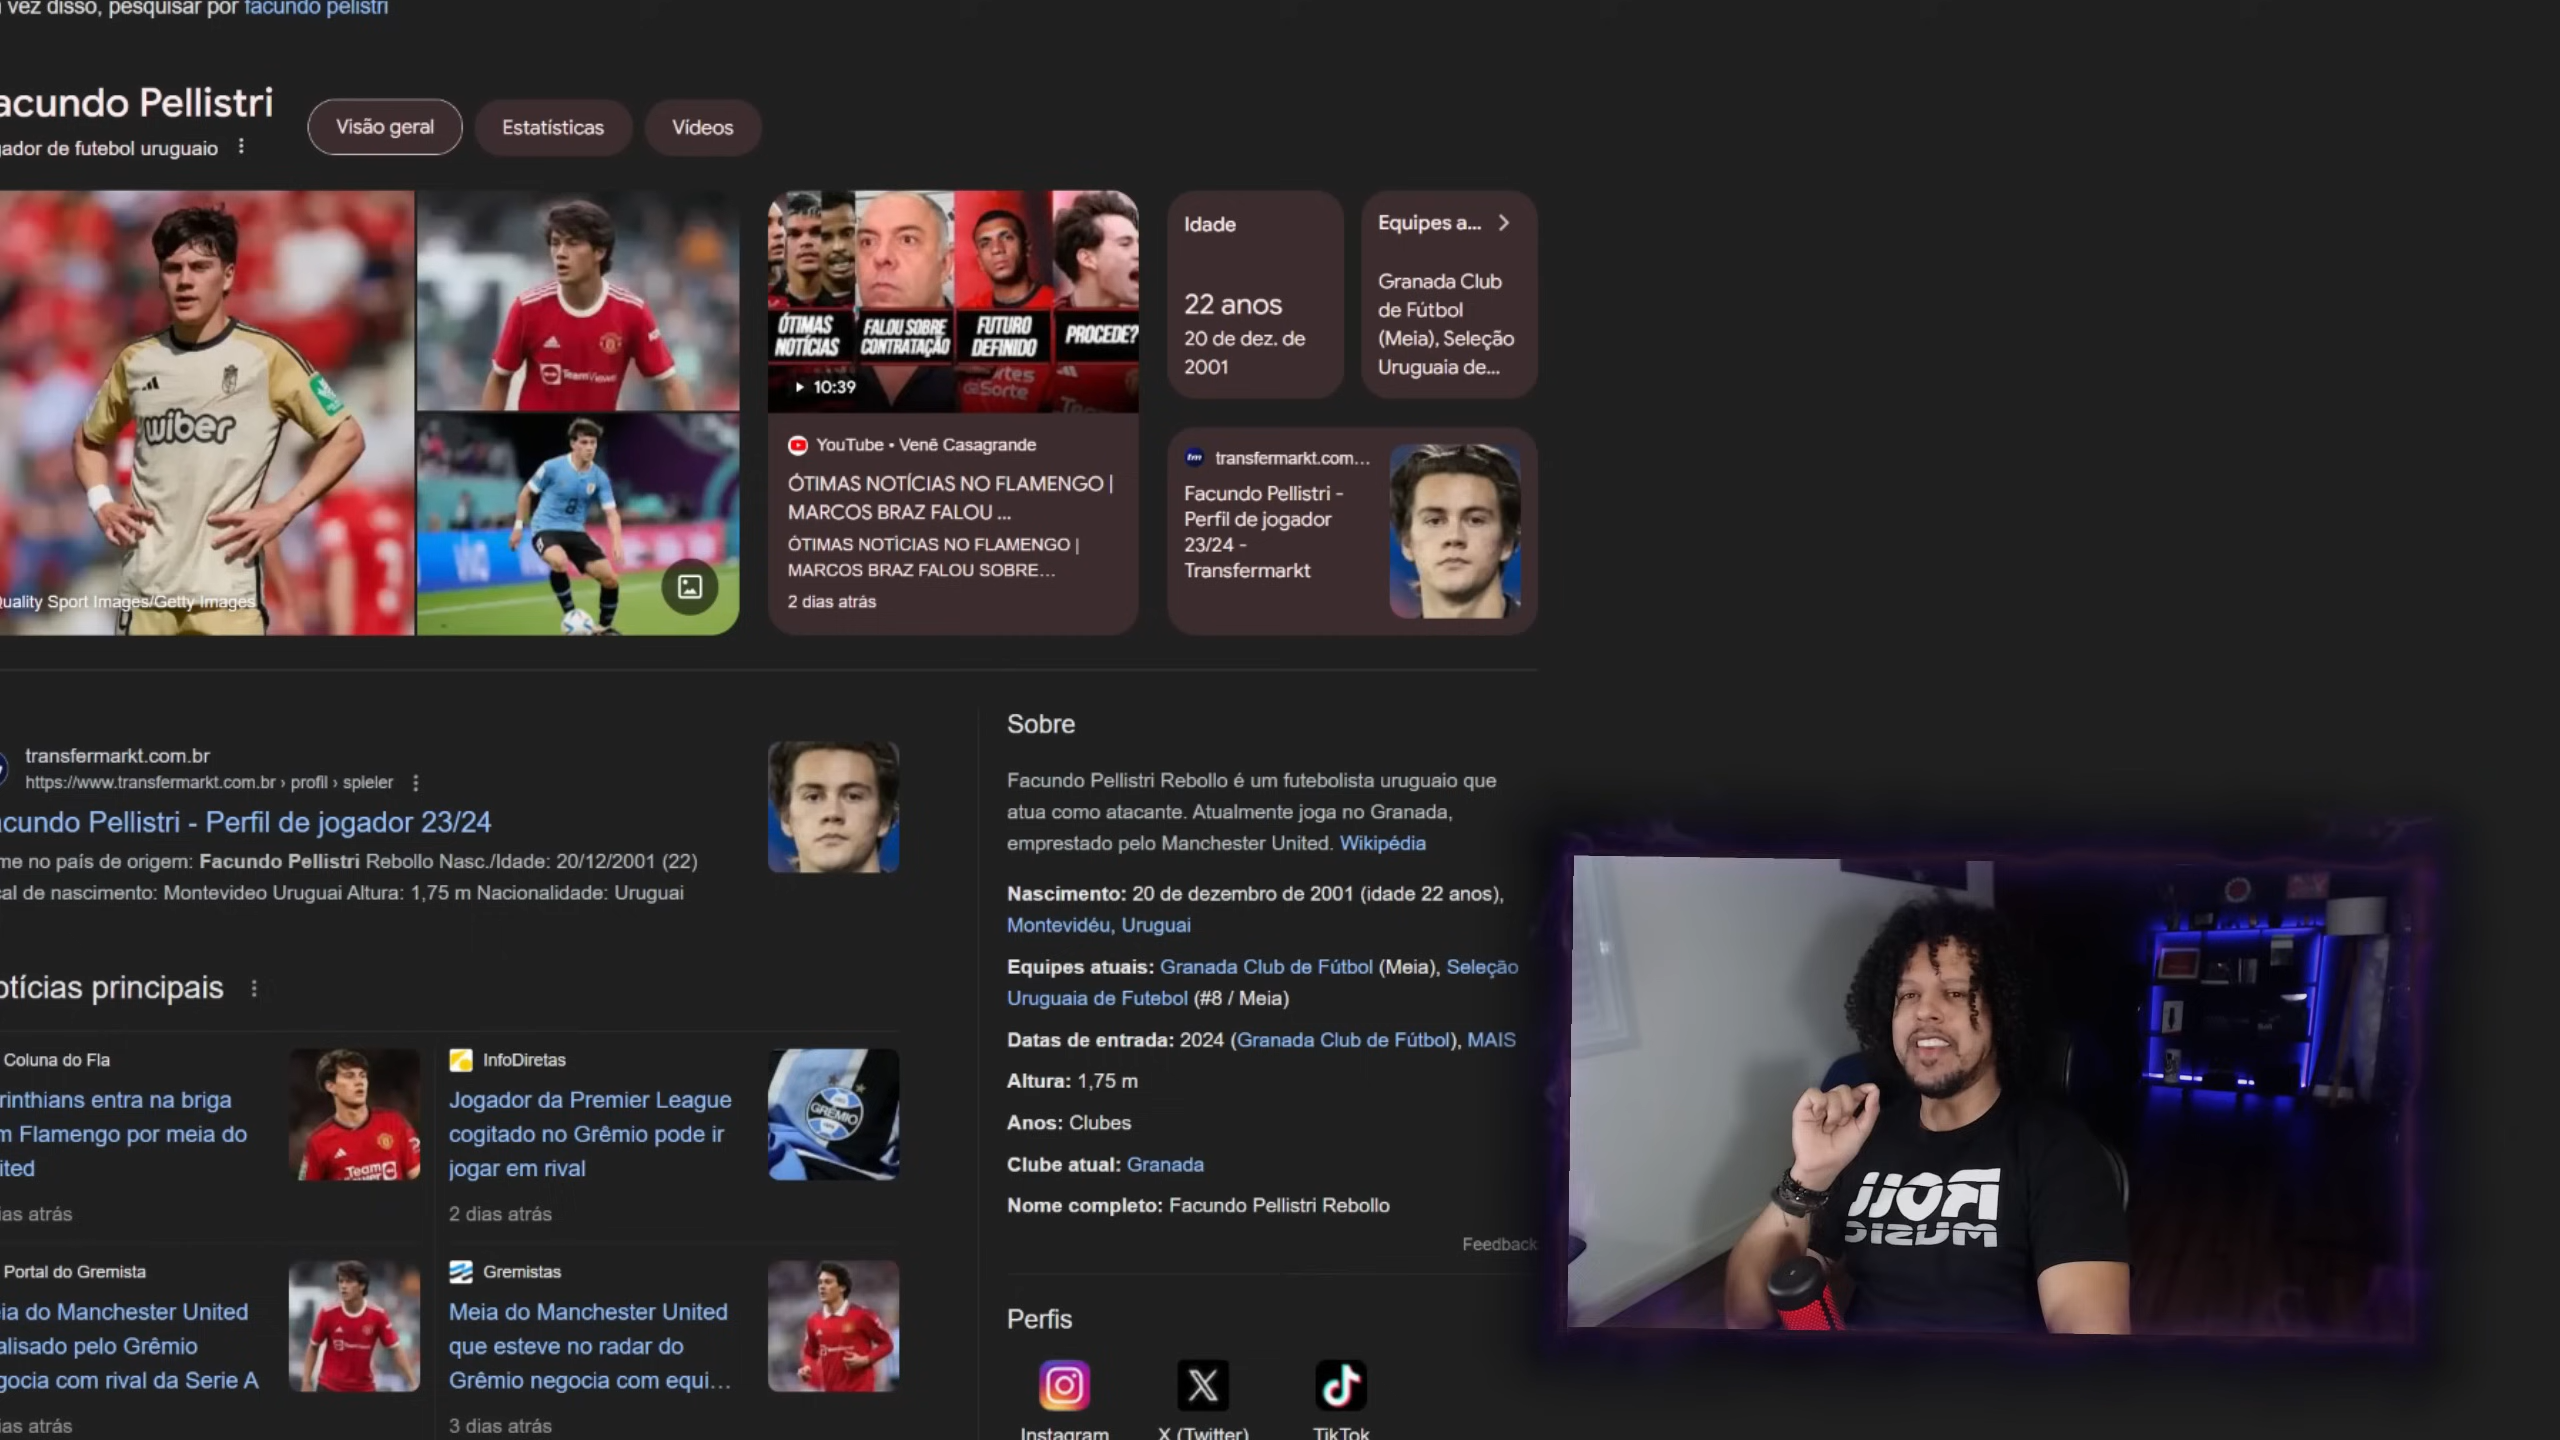 vez disso, pesquisar por facundo pelistri
acundo Pellistri
gador de futebol uruguaio
Visão geral
Estatísticas
Vídeos
wiber
uality Sport Images/Getty Images
TeamViewer
ÓTIMAS
NOTÍCIAS
FALOU SOBRE
CONTRATAÇÃO
FUTURO
DEFINIDO
PROCEDE?
10:39
YouTube • Venê Casagrande
ÓTIMAS NOTÍCIAS NO FLAMENGO |
MARCOS BRAZ FALOU ...
ÓTIMAS NOTÍCIAS NO FLAMENGO |
MARCOS BRAZ FALOU SOBRE...
2 dias atrás
Idade
22 anos
20 de dez. de
2001
Equipes a...
Granada Club
de Fútbol
(Meia), Seleção
Uruguaia de...
tm transfermarkt.com...
Facundo Pellistri -
Perfil de jogador
23/24 -
Transfermarkt
transfermarkt.com.br
https://www.transfermarkt.com.br › profil › spieler
acundo Pellistri - Perfil de jogador 23/24
me no país de origem: Facundo Pellistri Rebollo Nasc./Idade: 20/12/2001 (22)
cal de nascimento: Montevideo Uruguai Altura: 1,75 m Nacionalidade: Uruguai
otícias principais
Coluna do Fla
rinthians entra na briga
m Flamengo por meia do
ited
ias atrás
InfoDiretas
Jogador da Premier League
cogitado no Grêmio pode ir
jogar em rival
2 dias atrás
GRÊMIO
Portal do Gremista
eia do Manchester United
alisado pelo Grêmio
gocia com rival da Serie A
ias atrás
Gremistas
Meia do Manchester United
que esteve no radar do
Grêmio negocia com equi...
3 dias atrás
Sobre
Facundo Pellistri Rebollo é um futebolista uruguaio que
atua como atacante. Atualmente joga no Granada,
emprestado pelo Manchester United. Wikipédia
Nascimento: 20 de dezembro de 2001 (idade 22 anos),
Montevidéu, Uruguai
Equipes atuais: Granada Club de Fútbol (Meia), Seleção
Uruguaia de Futebol (#8 / Meia)
Datas de entrada: 2024 (Granada Club de Fútbol), MAIS
Altura: 1,75 m
Anos: Clubes
Clube atual: Granada
Nome completo: Facundo Pellistri Rebollo
Feedback
Perfis
Instagram
X (Twitter)
TikTok
ROLL
MUSIC